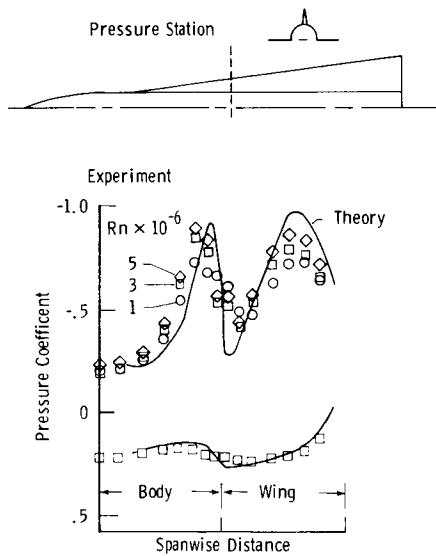 Pressure Station
Experiment
-1.0
Rn × 10⁻⁶
Theory
5
3
1
-.5
Pressure Coefficent
0
Body
Wing
.5
Spanwise Distance